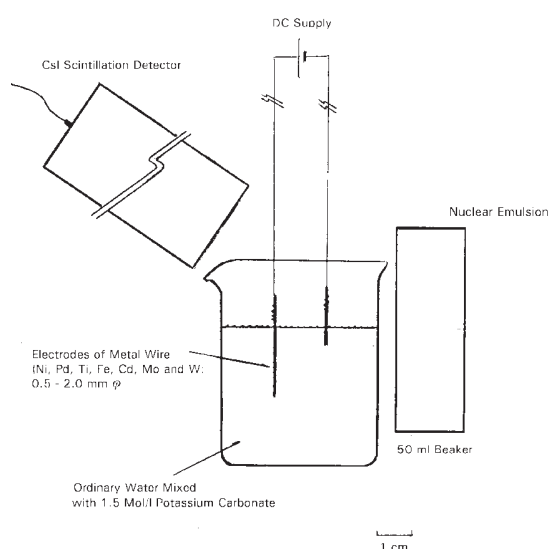 DC Supply
CsI Scintillation Detector
Nuclear Emulsion
Electrodes of Metal Wire
(Ni, Pd, Ti, Fe, Cd, Mo and W:
0.5 - 2.0 mm φ
50 ml Beaker
Ordinary Water Mixed
with 1.5 Mol/l Potassium Carbonate
1 cm